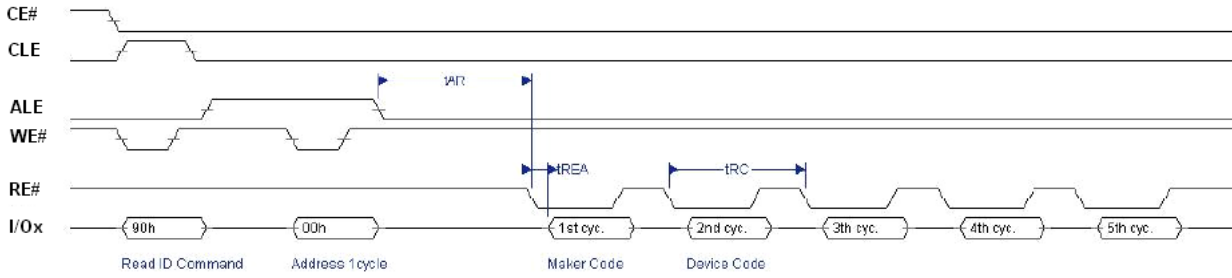 CE#
CLE
tAR
ALE
WE#
tREA
tRC
RE#
I/Ox
90h 00h 1st cyc. 2nd cyc. 3th cyc. 4th cyc. 5th cyc.
Read ID Command Address 1cycle Maker Code Device Code